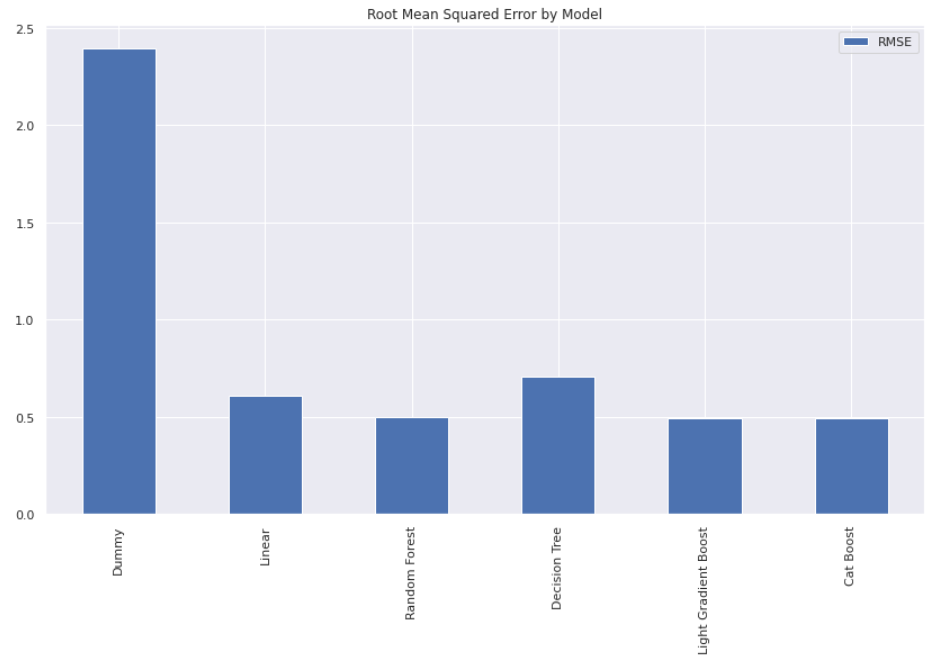 Root Mean Squared Error by Model
RMSE
2.5
2.0
1.5
1.0
0.5
0.0
Dummy
Linear
Random Forest
Decision Tree
Light Gradient Boost
Cat Boost